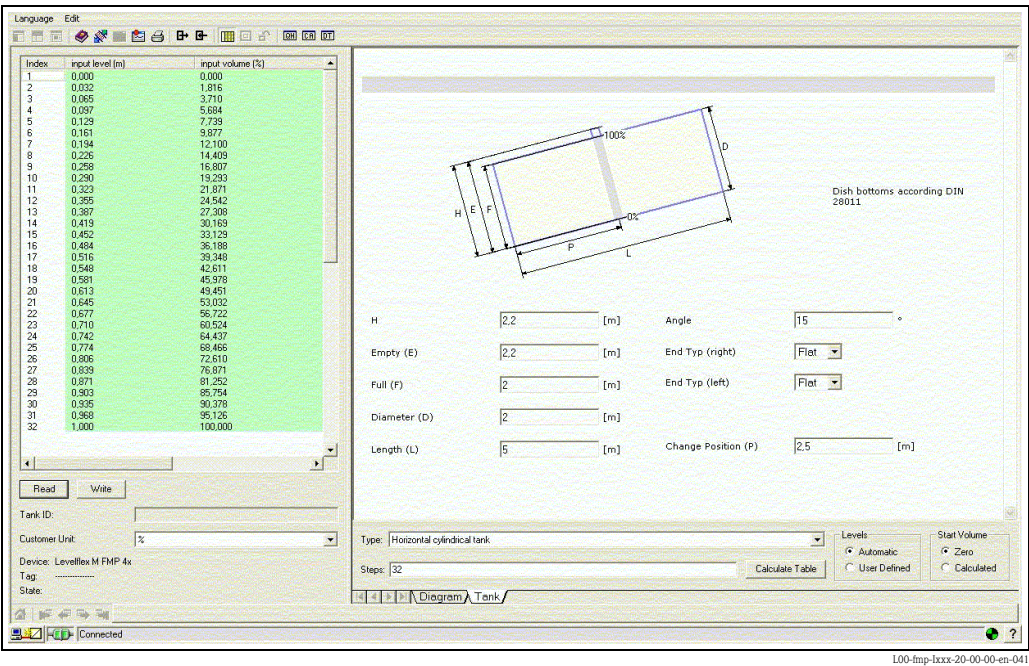 Language Edit
OH CA DT
Index input level (m) input volume (%)
1 0,000 0,000
2 0,032 1,816
3 0,065 3,710
4 0,097 5,684
5 0,129 7,739
6 0,161 9,877
7 0,194 12,100
8 0,226 14,409
9 0,258 16,807
10 0,290 19,293
11 0,323 21,871
12 0,355 24,542
13 0,387 27,308
14 0,419 30,169
15 0,452 33,129
16 0,484 36,188
17 0,516 39,348
18 0,548 42,611
19 0,581 45,978
20 0,613 49,451
21 0,645 53,032
22 0,677 56,722
23 0,710 60,524
24 0,742 64,437
25 0,774 68,466
26 0,806 72,610
27 0,839 76,871
28 0,871 81,252
29 0,903 85,754
30 0,935 90,378
31 0,968 95,126
32 1,000 100,000
Read Write
Tank ID:
Customer Unit: %
Device: Levelflex M FMP 4x
Tag: ---------------
State:
100%
D
H E F
0%
P
L
Dish bottoms according DIN
28011
H 2,2 [m] Angle 15 °
Empty (E) 2,2 [m] End Typ (right) Flat
Full (F) 2 [m] End Typ (left) Flat
Diameter (D) 2 [m]
Length (L) 5 [m] Change Position (P) 2,5 [m]
Type: Horizontal cylindrical tank
Steps: 32 Calculate Table
Levels
Automatic
User Defined
Start Volume
Zero
Calculated
Diagram Tank
Connected
L00-fmp-Ixxx-20-00-00-en-041